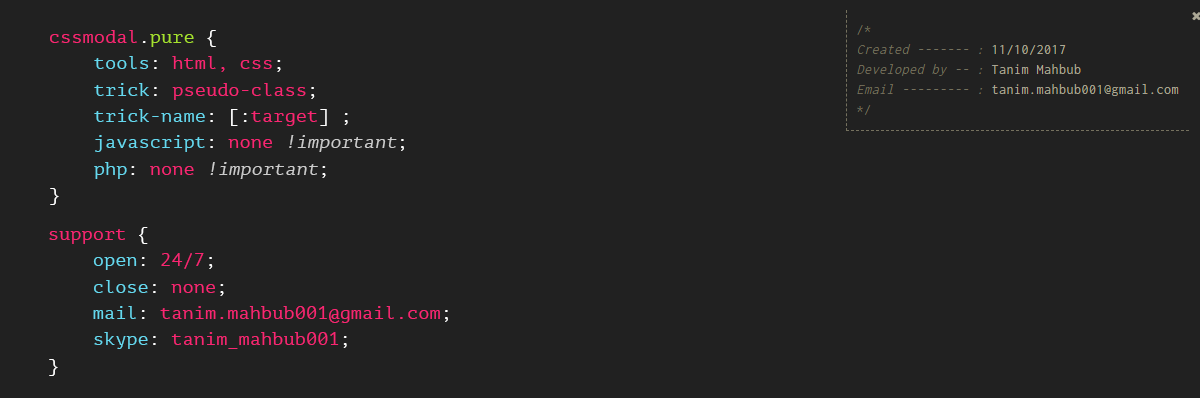 cssmodal.pure {
tools: html, css;
trick: pseudo-class;
trick-name: [:target] ;
javascript: none !important;
php: none !important;
}
support {
open: 24/7;
close: none;
mail: tanim.mahbub001@gmail.com;
skype: tanim_mahbub001;
}
/*
Created ------- : 11/10/2017
Developed by -- : Tanim Mahbub
Email --------- : tanim.mahbub001@gmail.com
*/